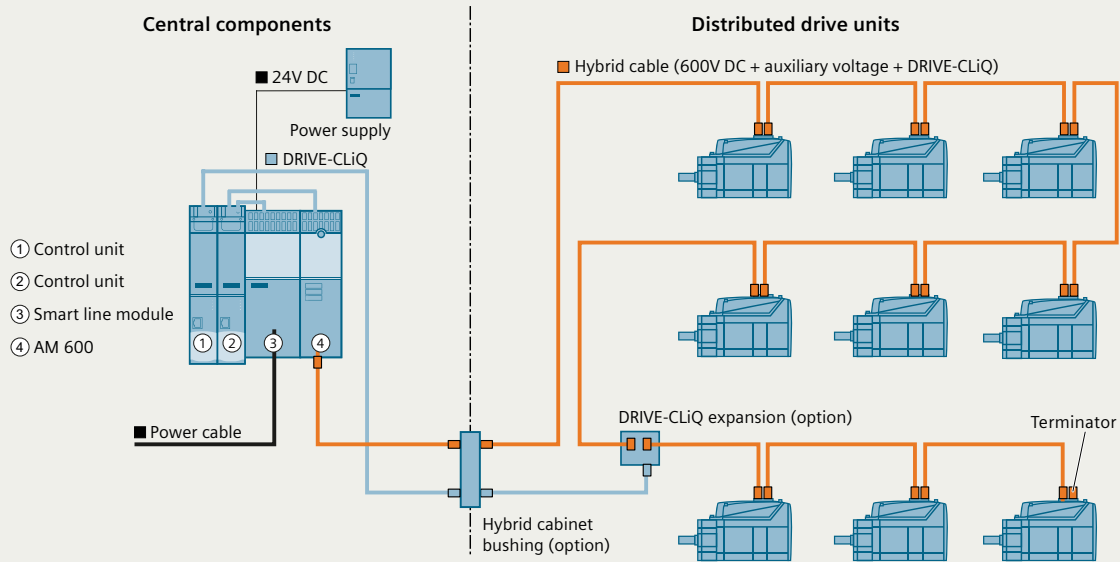 Central components
Distributed drive units
24V DC
Hybrid cable (600V DC + auxiliary voltage + DRIVE-CLiQ)
Power supply
DRIVE-CLiQ
① Control unit
② Control unit
③ Smart line module
④ AM 600
① ② ③ ④
Power cable
DRIVE-CLiQ expansion (option)
Terminator
Hybrid cabinet
bushing (option)